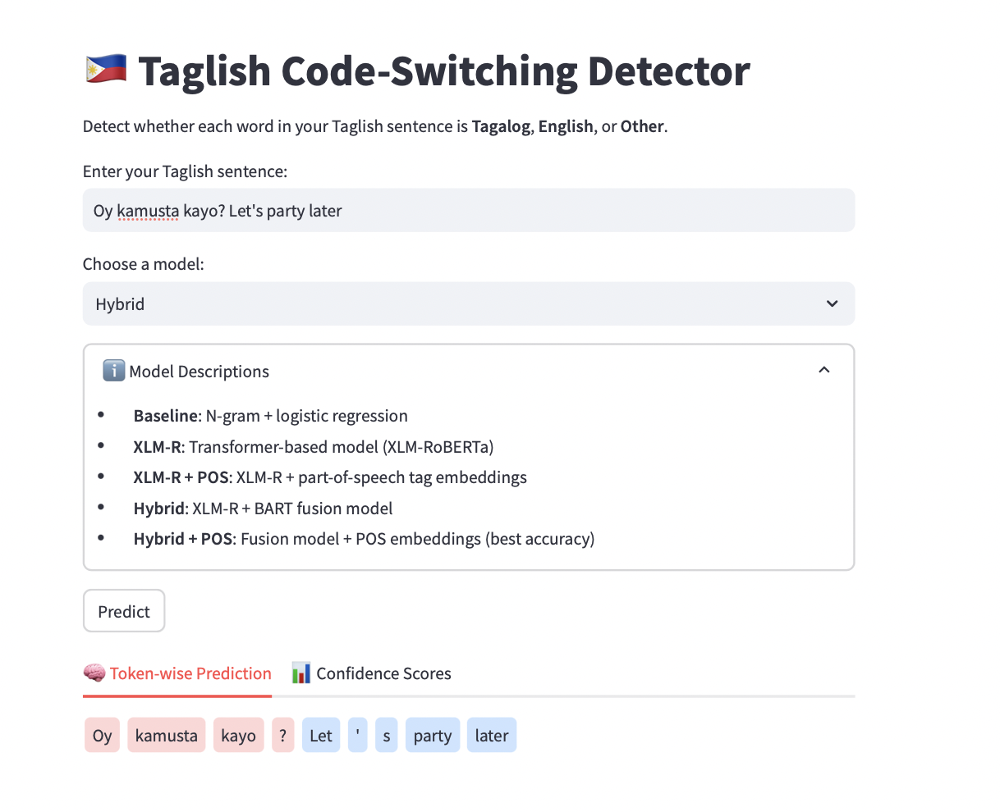 🇵🇭 Taglish Code-Switching Detector
Detect whether each word in your Taglish sentence is Tagalog, English, or Other.
Enter your Taglish sentence:
Oy kamusta kayo? Let's party later
Choose a model:
Hybrid
ℹ️ Model Descriptions
• Baseline: N-gram + logistic regression
• XLM-R: Transformer-based model (XLM-RoBERTa)
• XLM-R + POS: XLM-R + part-of-speech tag embeddings
• Hybrid: XLM-R + BART fusion model
• Hybrid + POS: Fusion model + POS embeddings (best accuracy)
Predict
🧠 Token-wise Prediction 📊 Confidence Scores
Oy kamusta kayo ? Let ' s party later